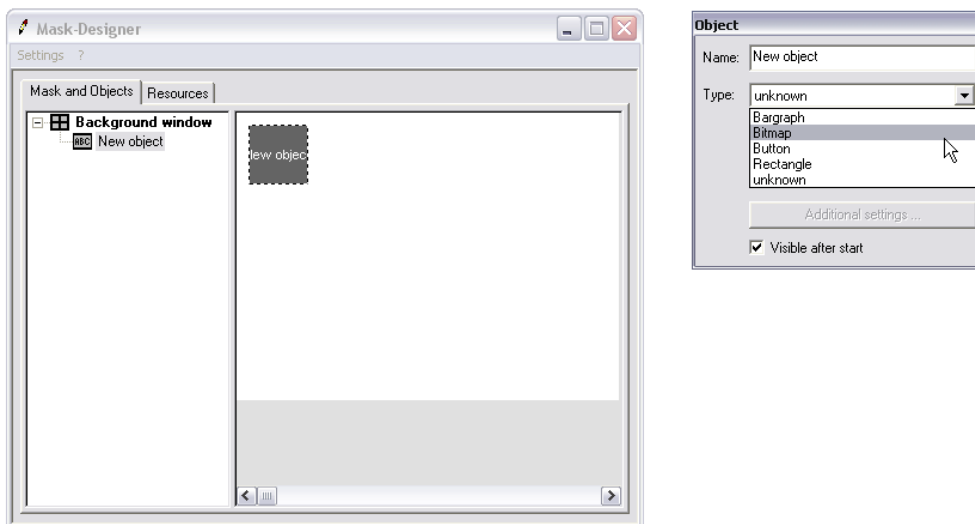 Mask-Designer
Settings ?
Mask and Objects Resources
Background window
ABC New object
lew objec
Object
Name: New object
Type: unknown
Bargraph
Bitmap
Button
Rectangle
unknown
Additional settings ...
Visible after start